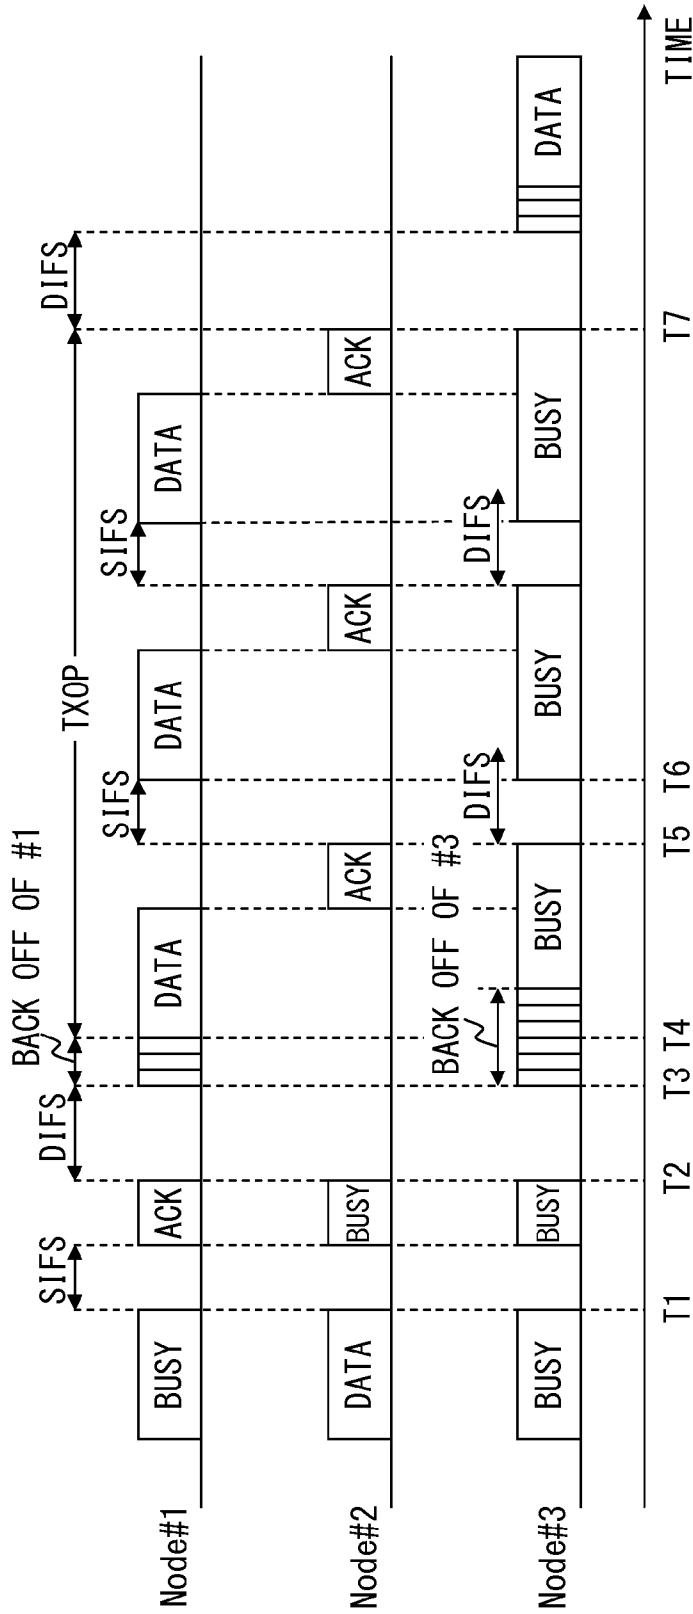 BACK OFF OF #1
SIFS
DIFS
TXOP
DIFS
SIFS
SIFS
Node#1
BUSY
ACK
DATA
DATA
DATA
Node#2
DATA
BUSY
ACK
ACK
ACK
BACK OFF OF #3
DIFS
DIFS
Node#3
BUSY
BUSY
BUSY
BUSY
BUSY
DATA
T1
T2
T3
T4
T5
T6
T7
TIME